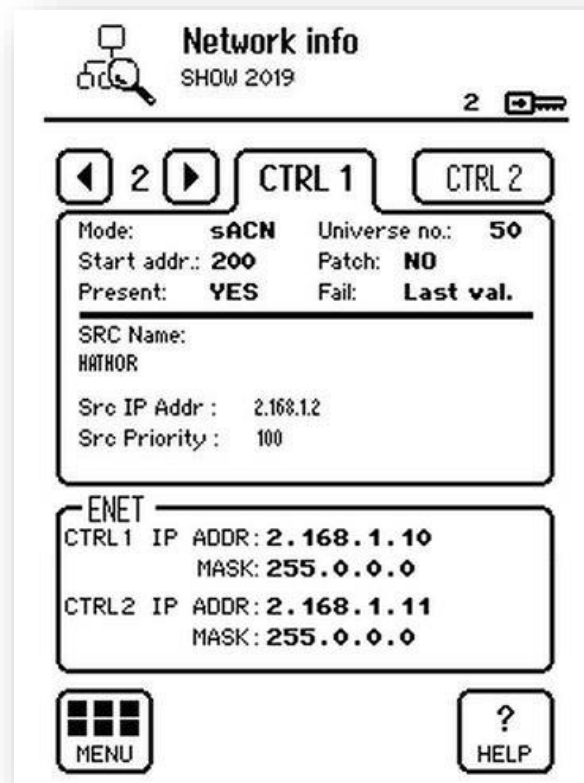 Network info
SHOW 2019
2
2 CTRL 1 CTRL 2
Mode: sACN Universe no.: 50
Start addr.: 200 Patch: NO
Present: YES Fail: Last val.
SRC Name:
HATHOR
Src IP Addr : 2.168.1.2
Src Priority : 100
ENET
CTRL1 IP ADDR: 2.168.1.10
MASK: 255.0.0.0
CTRL2 IP ADDR: 2.168.1.11
MASK: 255.0.0.0
MENU
? HELP